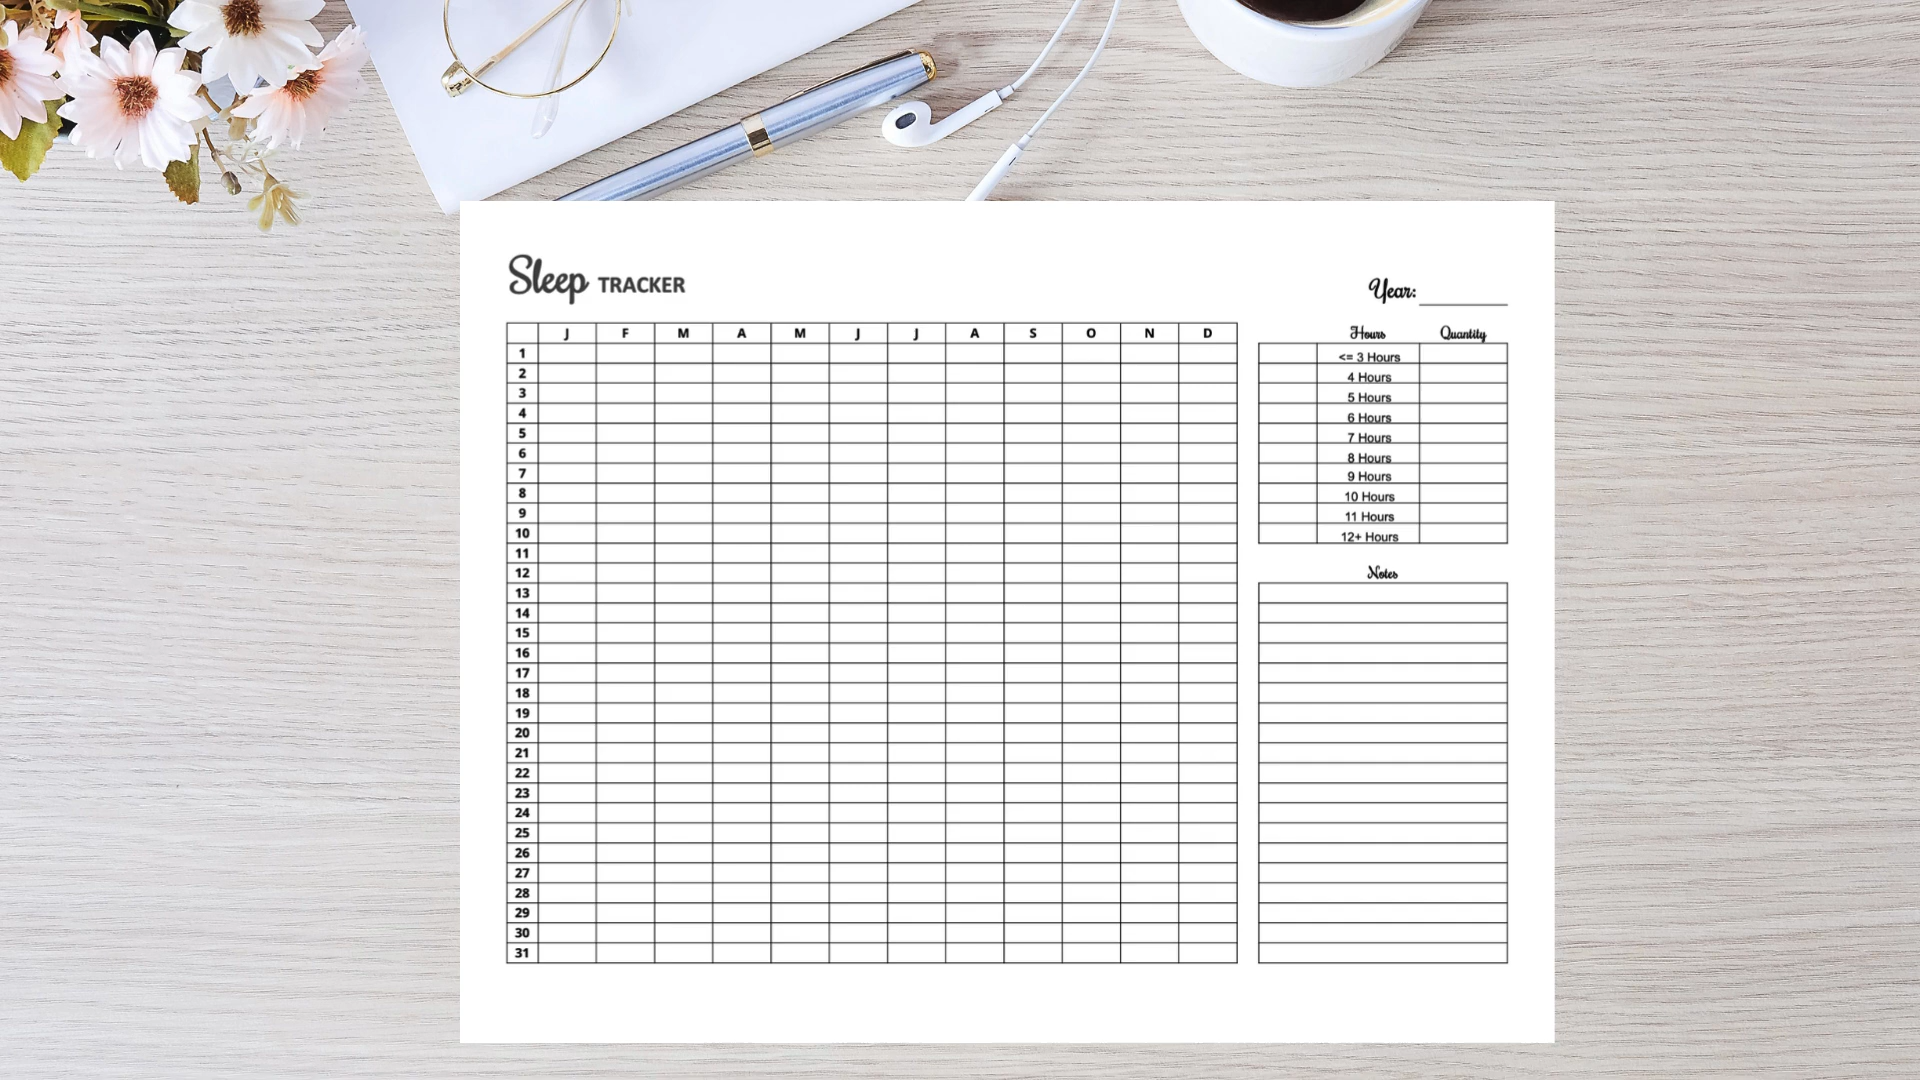 Sleep TRACKER
Year:
J F M A M J J A S O N D
1
2
3
4
5
6
7
8
9
10
11
12
13
14
15
16
17
18
19
20
21
22
23
24
25
26
27
28
29
30
31
Hours Quantity
<= 3 Hours
4 Hours
5 Hours
6 Hours
7 Hours
8 Hours
9 Hours
10 Hours
11 Hours
12+ Hours
Notes